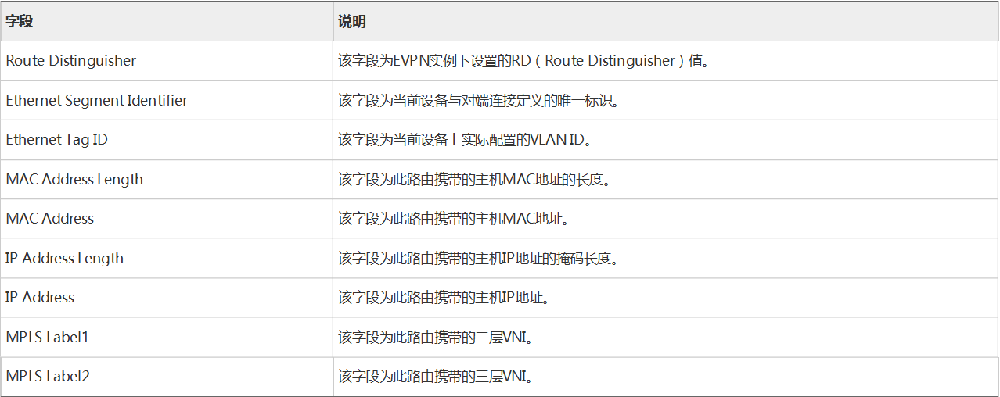 字段 说明
Route Distinguisher 该字段为EVPN实例下设置的RD（Route Distinguisher）值。
Ethernet Segment Identifier 该字段为当前设备与对端连接定义的唯一标识。
Ethernet Tag ID 该字段为当前设备上实际配置的VLAN ID。
MAC Address Length 该字段为此路由携带的主机MAC地址的长度。
MAC Address 该字段为此路由携带的主机MAC地址。
IP Address Length 该字段为此路由携带的主机IP地址的掩码长度。
IP Address 该字段为此路由携带的主机IP地址。
MPLS Label1 该字段为此路由携带的二层VNI。
MPLS Label2 该字段为此路由携带的三层VNI。